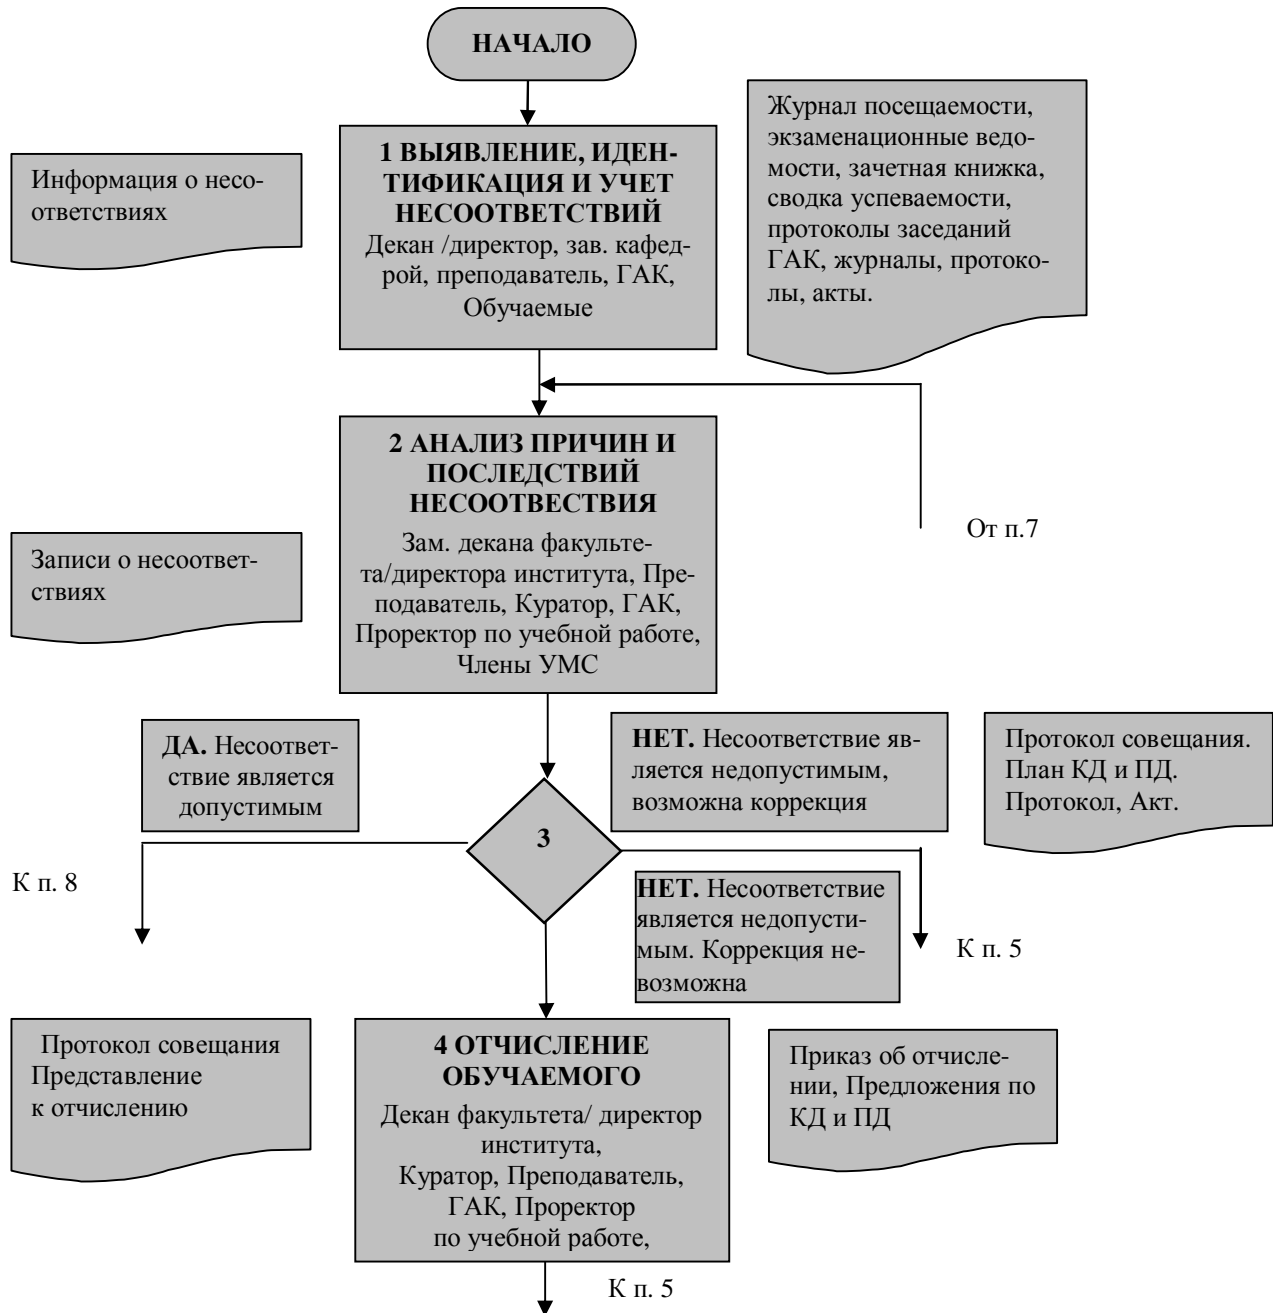 НАЧАЛО
Информация о несо-
ответствиях
1 ВЫЯВЛЕНИЕ, ИДЕН-
ТИФИКАЦИЯ И УЧЕТ
НЕСООТВЕТСТВИЙ
Декан /директор, зав. кафед-
рой, преподаватель, ГАК,
Обучаемые
Журнал посещаемости,
экзаменационные ведо-
мости, зачетная книжка,
сводка успеваемости,
протоколы заседаний
ГАК, журналы, протоко-
лы, акты.
Записи о несоответ-
ствиях
2 АНАЛИЗ ПРИЧИН И
ПОСЛЕДСТВИЙ
НЕСООТВЕСТВИЯ
Зам. декана факульте-
та/директора института, Пре-
подаватель, Куратор, ГАК,
Проректор по учебной работе,
Члены УМС
От п.7
ДА. Несоответ-
ствие является
допустимым
НЕТ. Несоответствие яв-
ляется недопустимым,
возможна коррекция
Протокол совещания.
План КД и ПД.
Протокол, Акт.
3
К п. 8
НЕТ. Несоответствие
является недопусти-
мым. Коррекция не-
возможна
К п. 5
Протокол совещания
Представление
к отчислению
4 ОТЧИСЛЕНИЕ
ОБУЧАЕМОГО
Декан факультета/ директор
института,
Куратор, Преподаватель,
ГАК, Проректор
по учебной работе,
Приказ об отчисле-
нии, Предложения по
КД и ПД
К п. 5